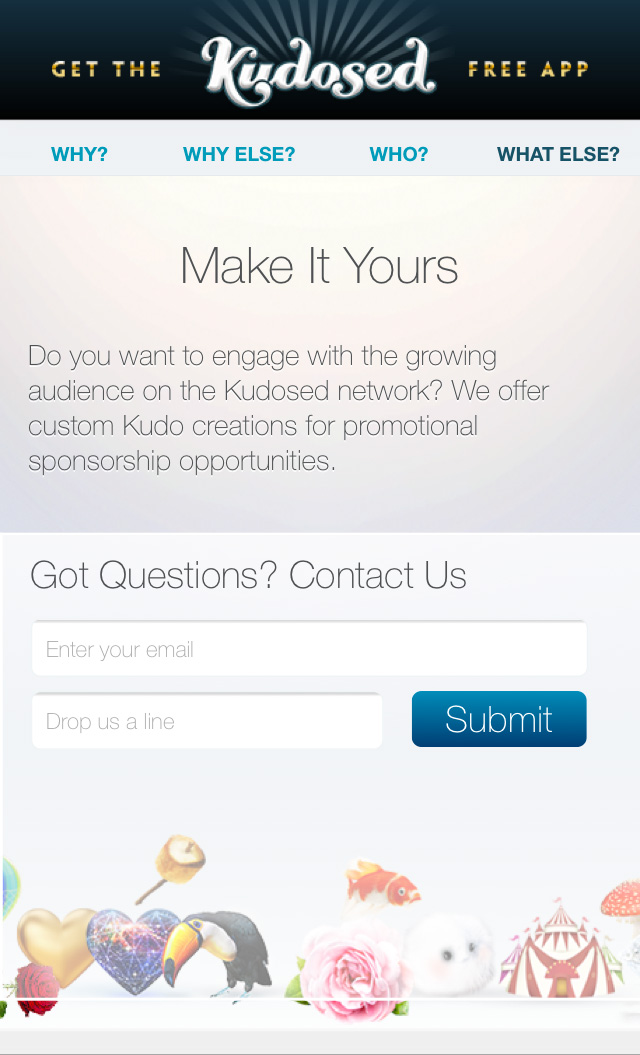 GET THE Kudosed. FREE APP
WHY? WHY ELSE? WHO? WHAT ELSE?
Make It Yours
Do you want to engage with the growing
audience on the Kudosed network? We offer
custom Kudo creations for promotional
sponsorship opportunities.
Got Questions? Contact Us
Enter your email
Drop us a line Submit